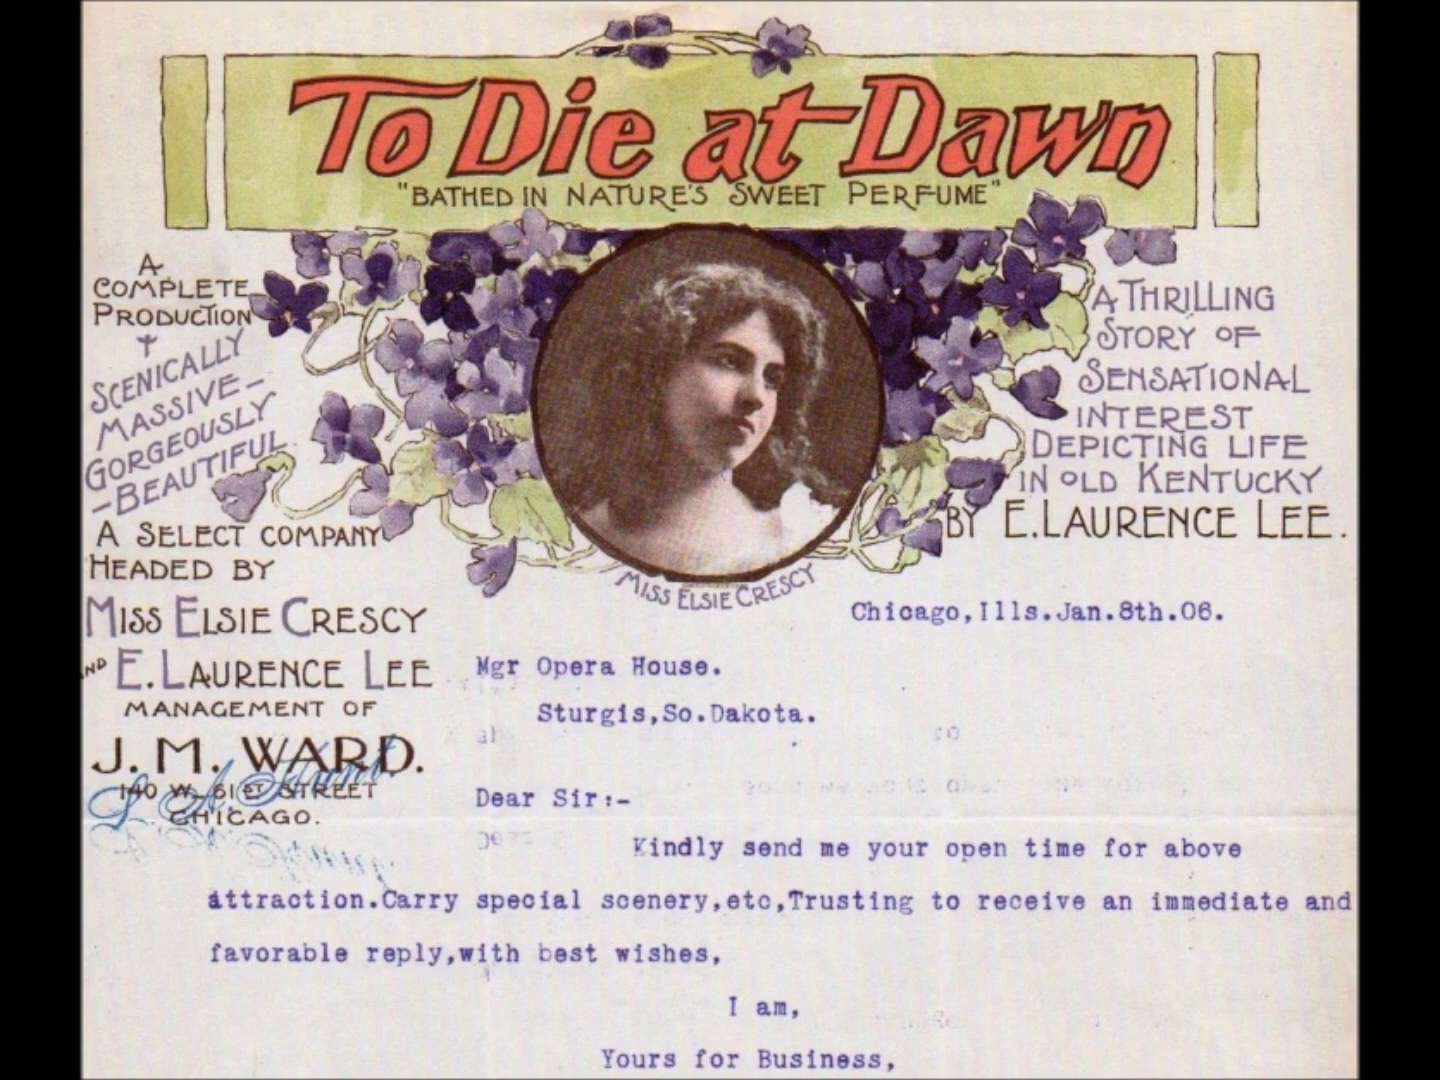 To Die at Dawn
"BATHED IN NATURE'S SWEET PERFUME"
A
COMPLETE
PRODUCTION
SCENICALLY
MASSIVE-
GORGEOUSLY
-BEAUTIFUL
A SELECT COMPANY
HEADED BY
MISS ELSIE CRESCY
AND E. LAURENCE LEE
MANAGEMENT OF
J. M. WARD.
140 W. 61ST STREET
CHICAGO.
A THRILLING
STORY OF
SENSATIONAL
INTEREST
DEPICTING LIFE
IN OLD KENTUCKY
BY E. LAURENCE LEE.
MISS ELSIE CRESCY
Chicago,Ills.Jan.8th.06.
Mgr Opera House.
Sturgis,So.Dakota.
Dear Sir:-
Kindly send me your open time for above
attraction.Carry special scenery,etc,Trusting to receive an immediate and
favorable reply,with best wishes,
I am,
Yours for Business,